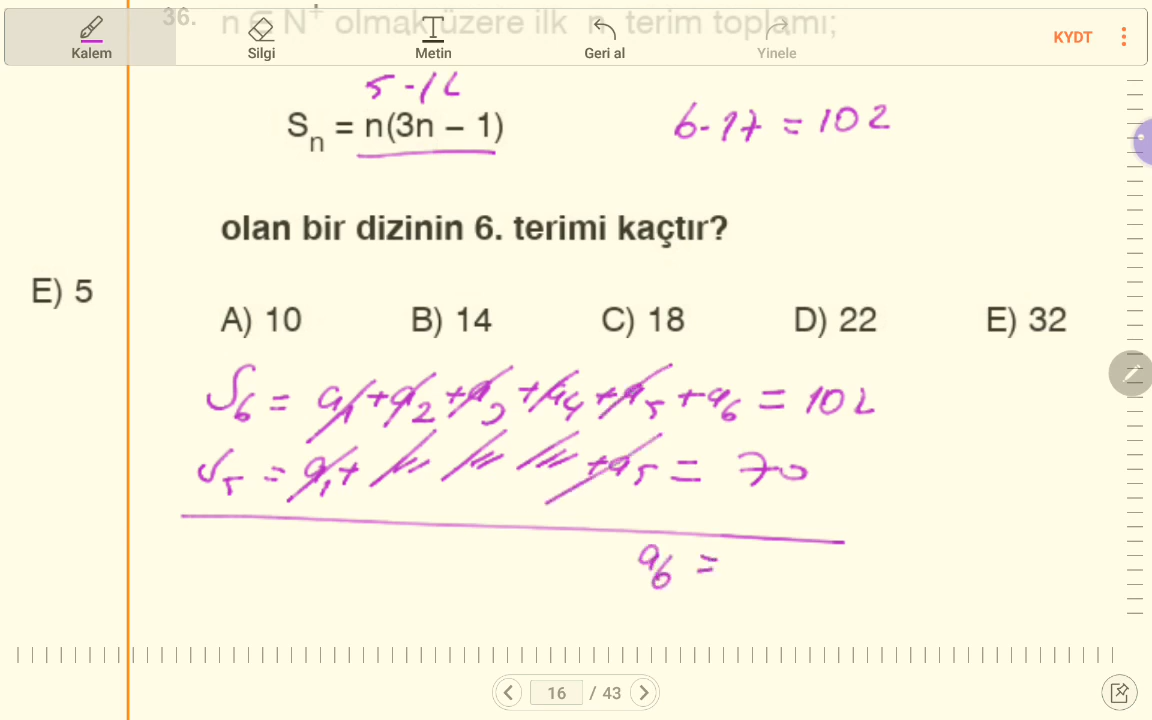 36. n ∈ N⁺ olmak üzere ilk n terim toplamı;
Kalem Silgi Metin Geri al Yinele KYDT
5-14
Sn = n(3n – 1)
6-17 = 102
olan bir dizinin 6. terimi kaçtır?
E) 5
A) 10 B) 14 C) 18 D) 22 E) 32
S6 = a1 + a2 + a3 + a4 + a5 + a6 = 102
S5 = a1 + + a5 = 70
a6 =
16 / 43